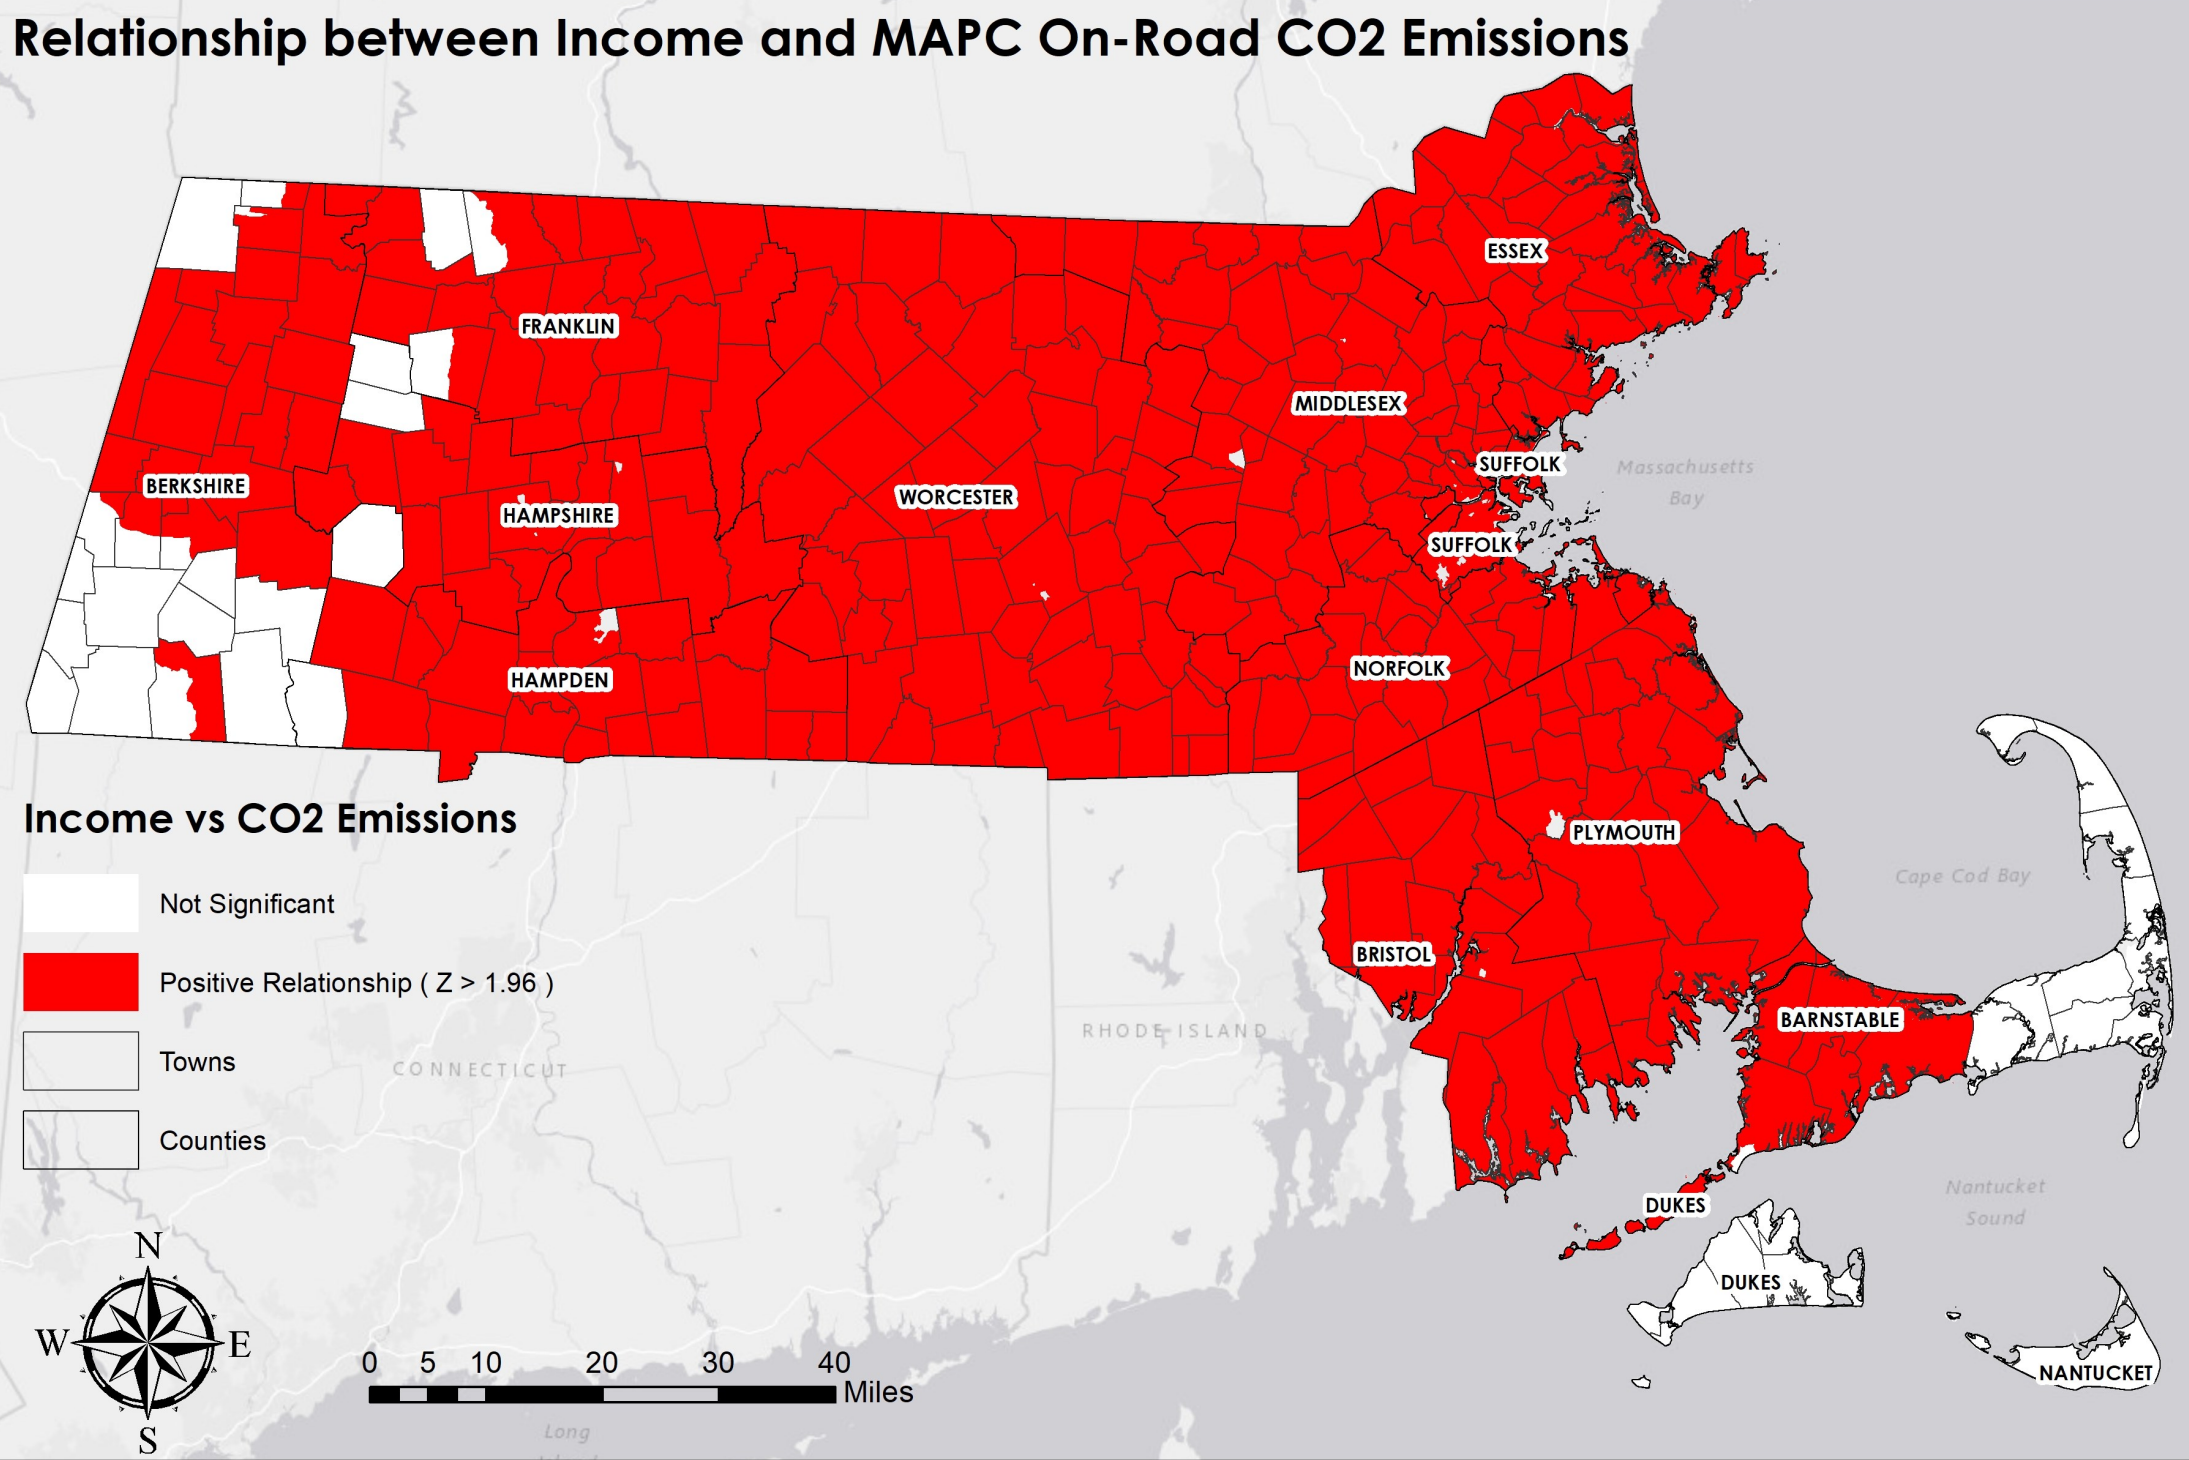 Relationship between Income and MAPC On-Road CO2 Emissions
ESSEX
FRANKLIN
MIDDLESEX
SUFFOLK
Massachusetts
Bay
BERKSHIRE
WORCESTER
HAMPSHIRE
SUFFOLK
NORFOLK
HAMPDEN
PLYMOUTH
Cape Cod Bay
BRISTOL
BARNSTABLE
RHODE ISLAND
CONNECTICUT
Income vs CO2 Emissions
Not Significant
Positive Relationship ( Z > 1.96 )
Towns
Counties
Nantucket
Sound
DUKES
DUKES
NANTUCKET
N
W E
S
0 5 10 20 30 40
Miles
Long